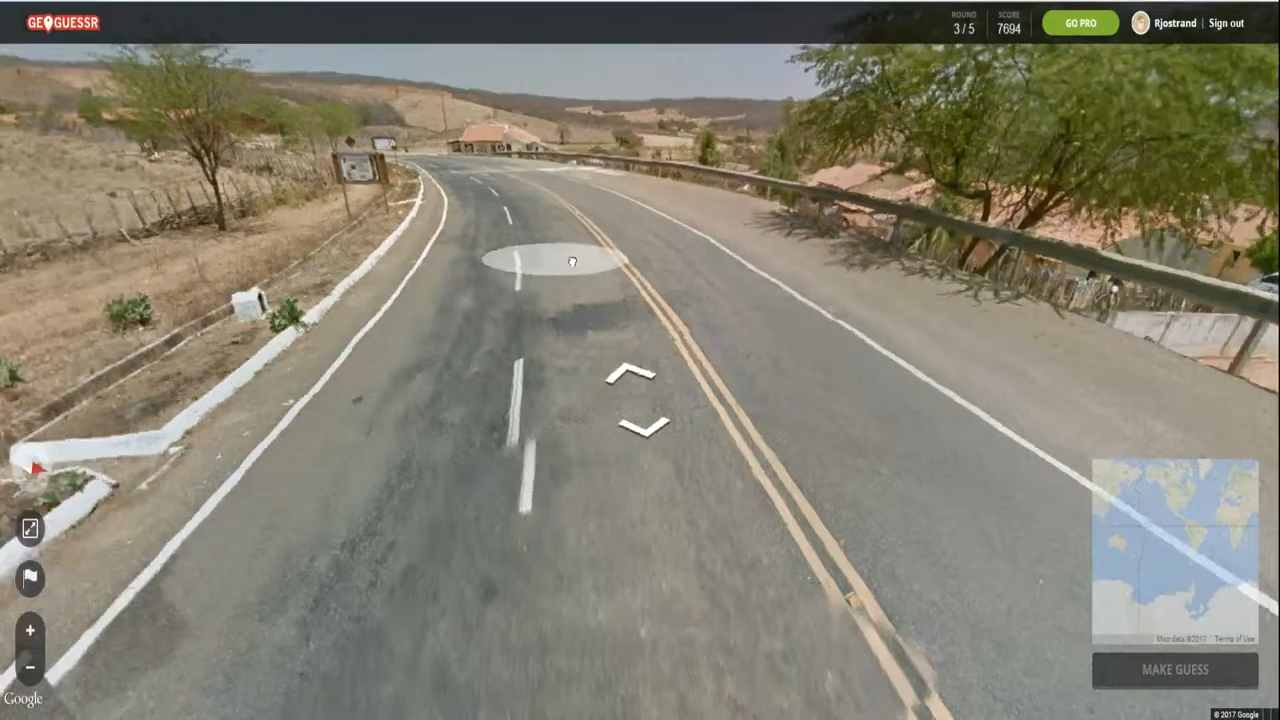 GEOGUESSR
ROUND
3 / 5
SCORE
7694
GO PRO
Rjostrand | Sign out
+
−
Google
Map data ©2017 Terms of Use
MAKE GUESS
© 2017 Google